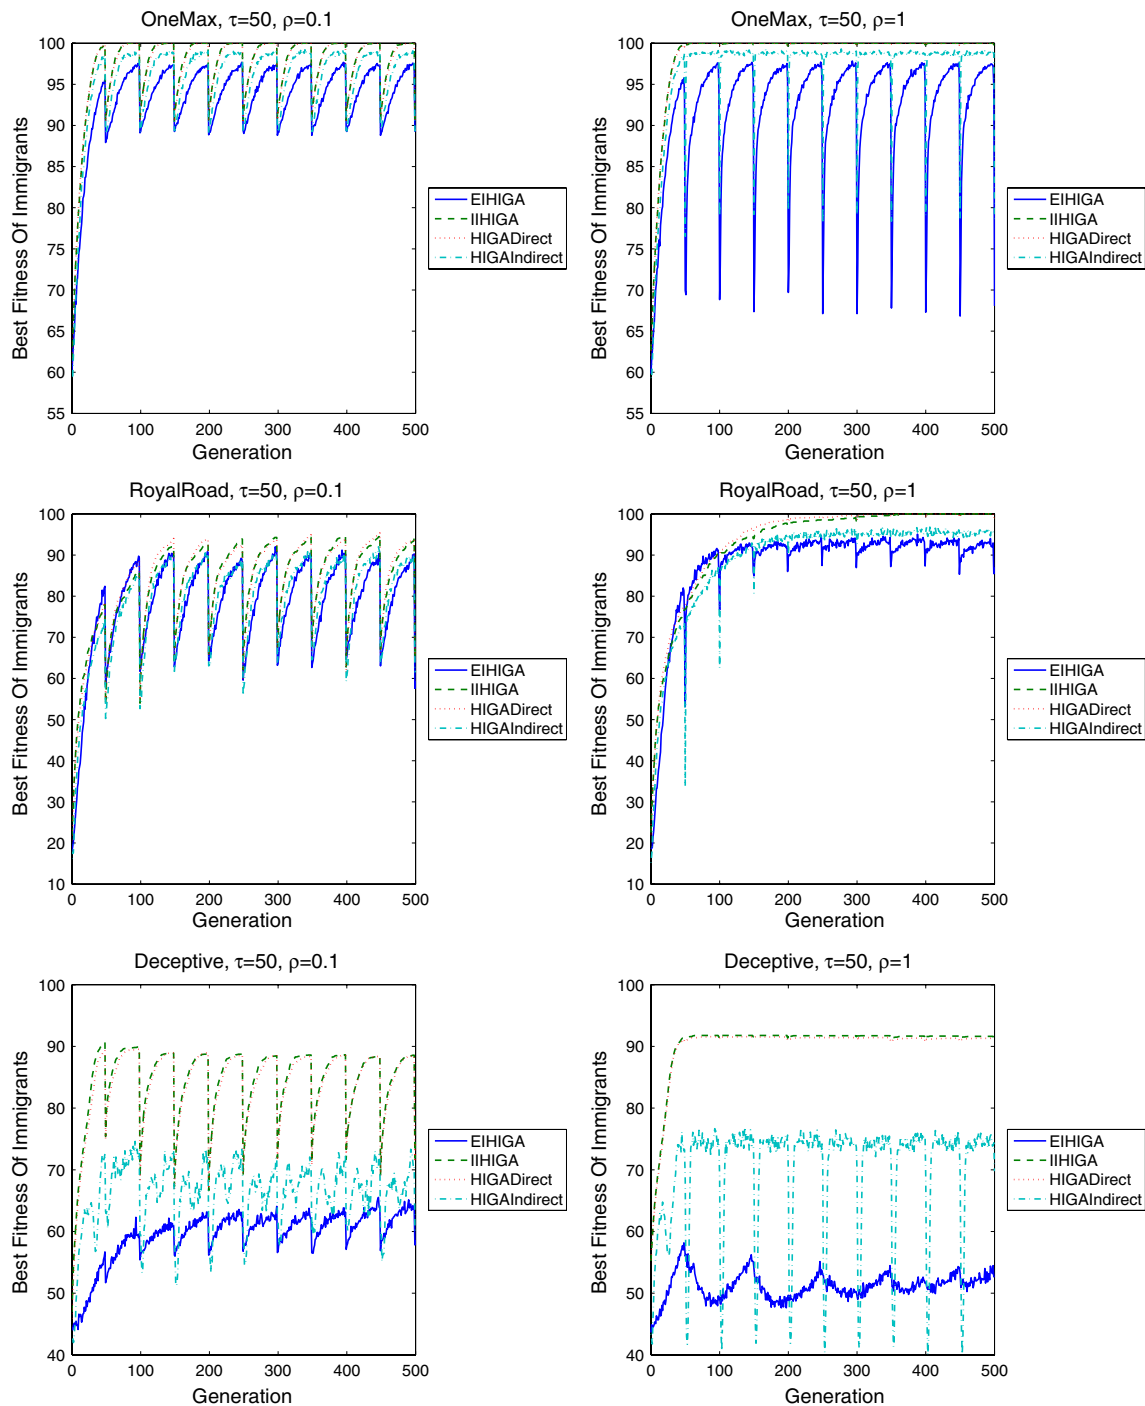 OneMax, τ=50, ρ=0.1
Best Fitness Of Immigrants
100
95
90
85
80
75
70
65
60
55
0 100 200 300 400 500
Generation
EIHIGA
IIHIGA
HIGADirect
HIGAIndirect
OneMax, τ=50, ρ=1
Best Fitness Of Immigrants
100
95
90
85
80
75
70
65
60
55
0 100 200 300 400 500
Generation
EIHIGA
IIHIGA
HIGADirect
HIGAIndirect
RoyalRoad, τ=50, ρ=0.1
Best Fitness Of Immigrants
100
90
80
70
60
50
40
30
20
10
0 100 200 300 400 500
Generation
EIHIGA
IIHIGA
HIGADirect
HIGAIndirect
RoyalRoad, τ=50, ρ=1
Best Fitness Of Immigrants
100
90
80
70
60
50
40
30
20
10
0 100 200 300 400 500
Generation
EIHIGA
IIHIGA
HIGADirect
HIGAIndirect
Deceptive, τ=50, ρ=0.1
Best Fitness Of Immigrants
100
90
80
70
60
50
40
0 100 200 300 400 500
Generation
EIHIGA
IIHIGA
HIGADirect
HIGAIndirect
Deceptive, τ=50, ρ=1
Best Fitness Of Immigrants
100
90
80
70
60
50
40
0 100 200 300 400 500
Generation
EIHIGA
IIHIGA
HIGADirect
HIGAIndirect